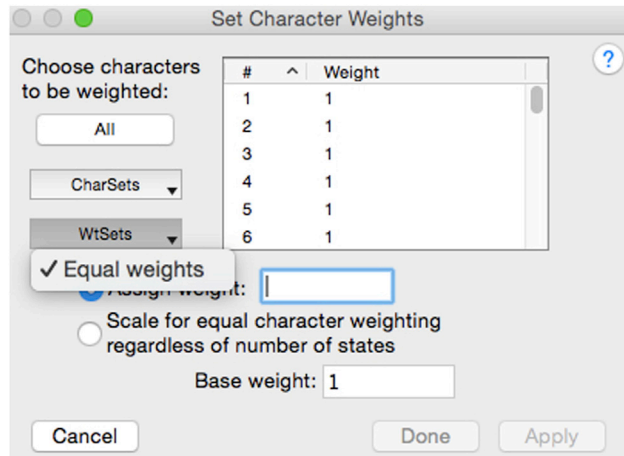 Set Character Weights
Choose characters
to be weighted:
All
CharSets
WtSets
✓ Equal weights
# Weight
1 1
2 1
3 1
4 1
5 1
6 1
?
Assign weight:
Scale for equal character weighting
regardless of number of states
Base weight: 1
Cancel Done Apply